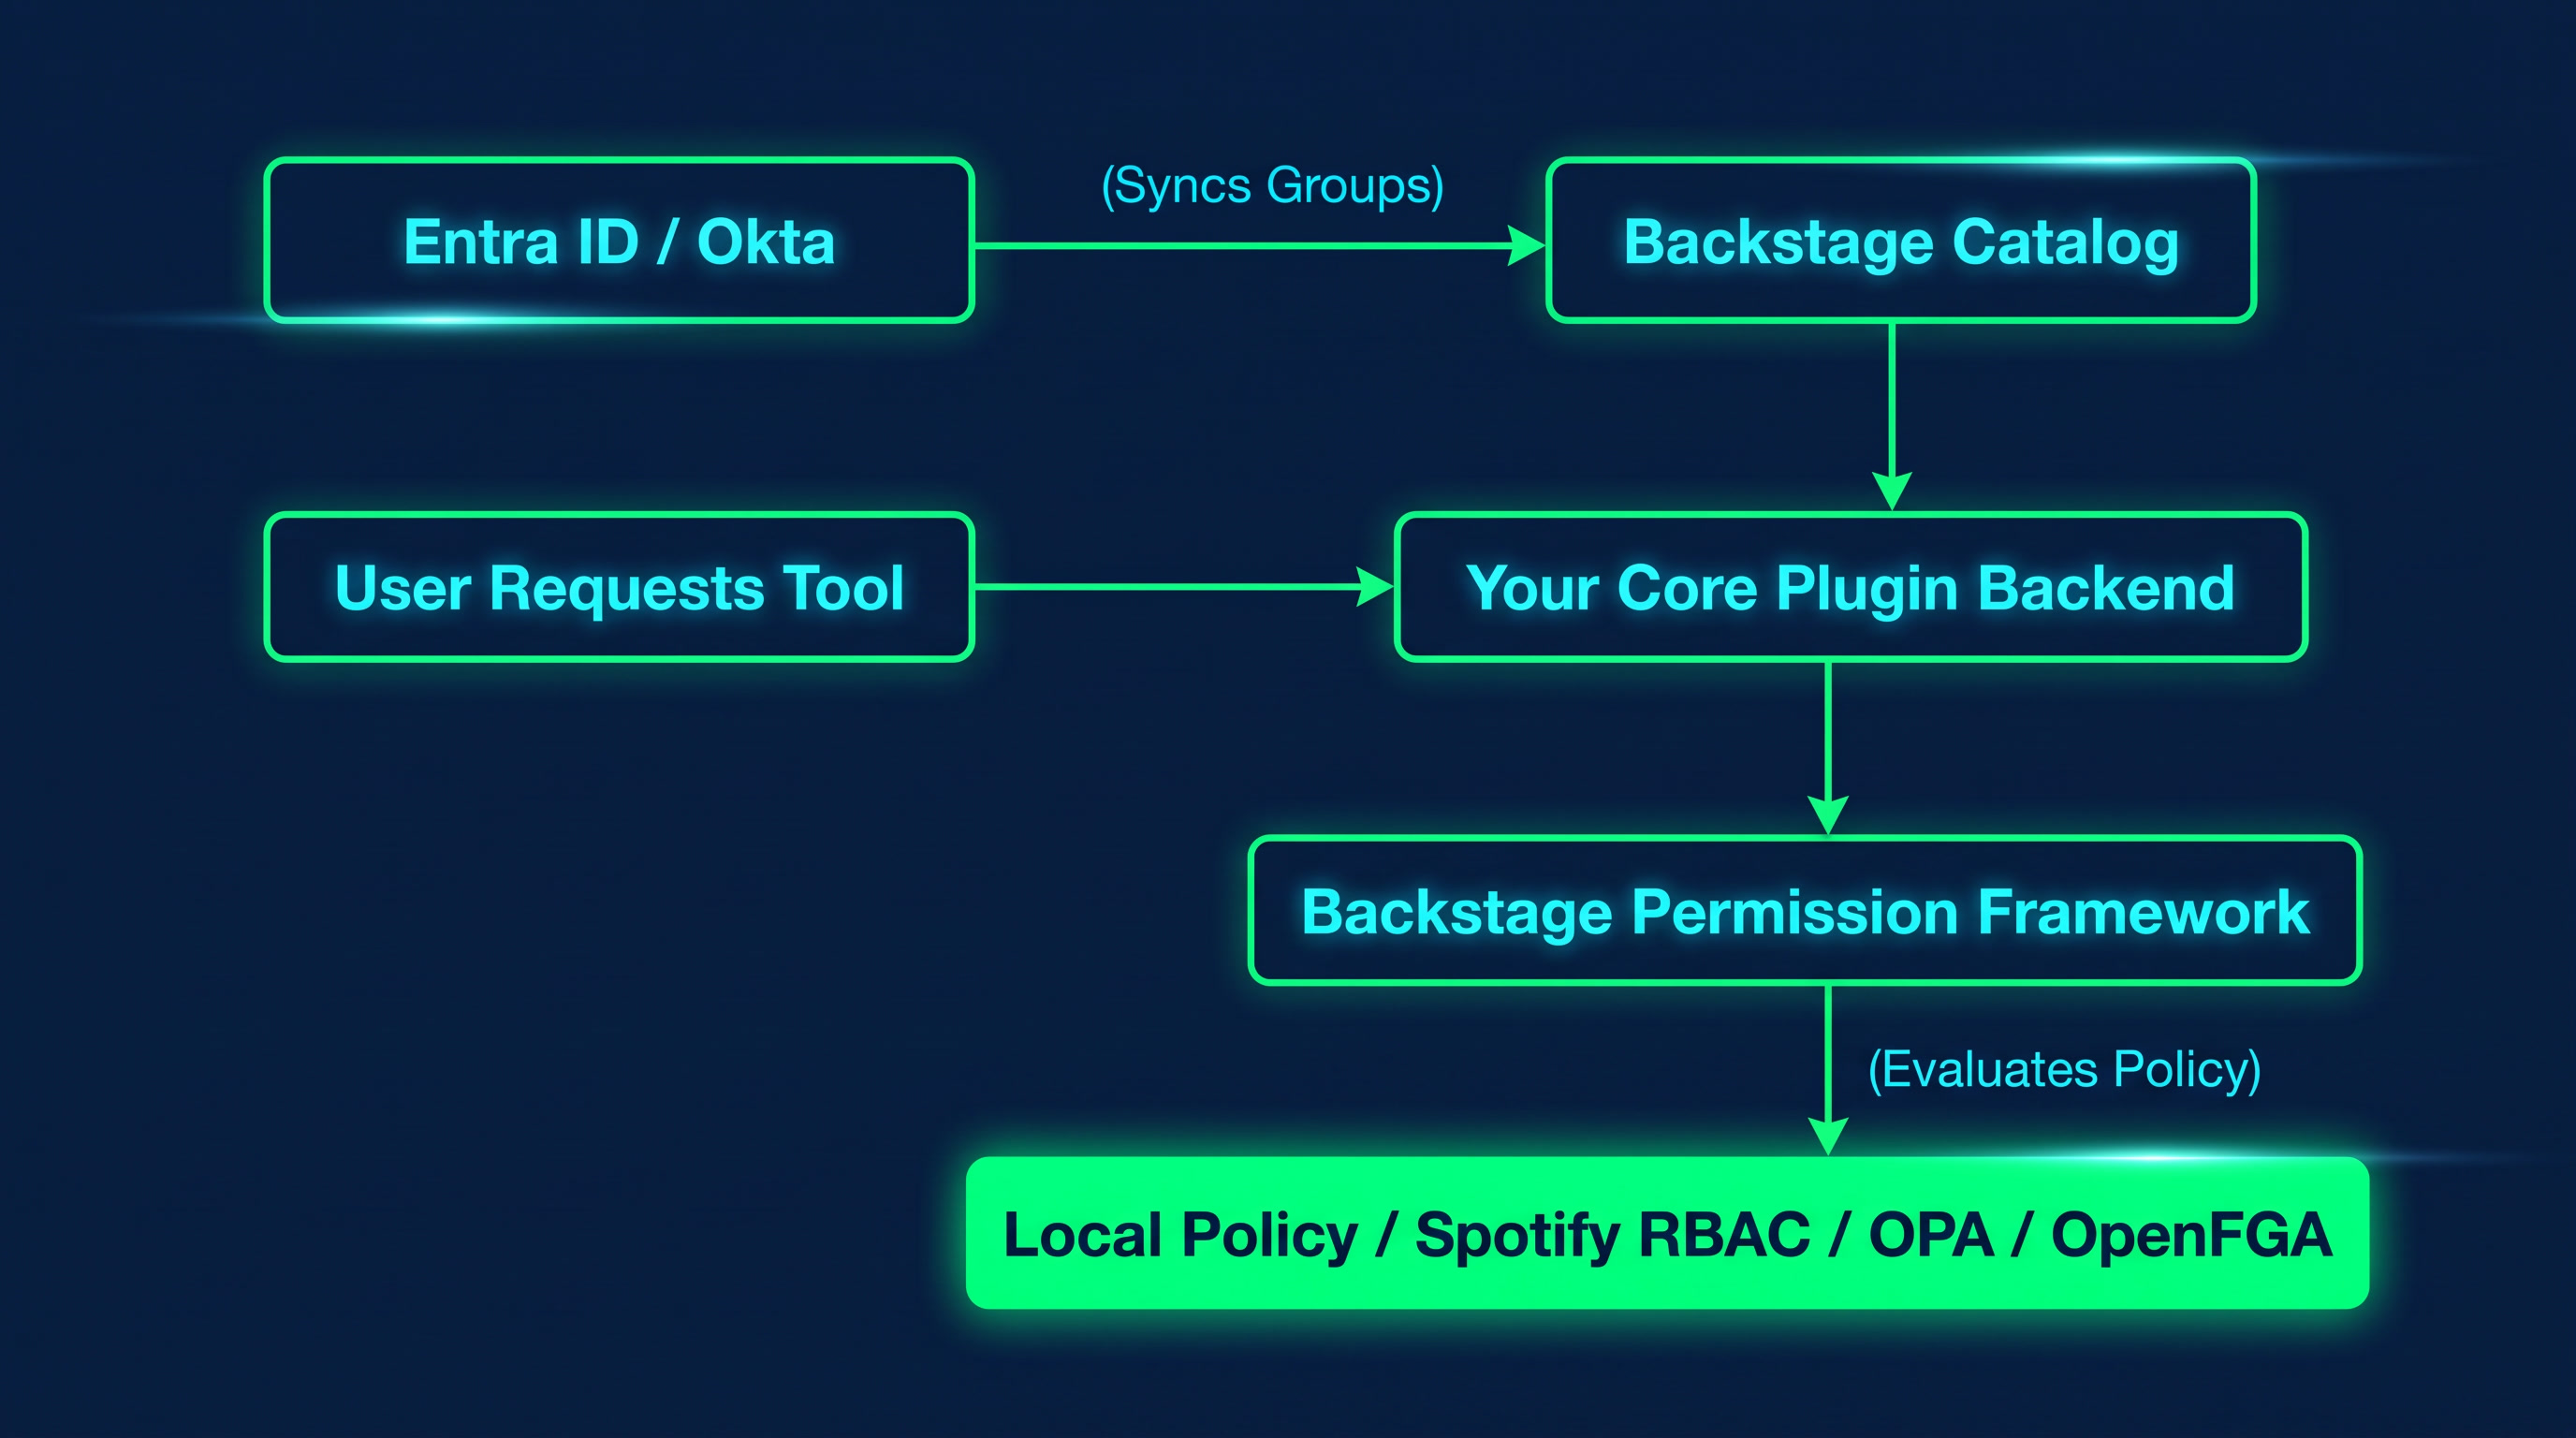 Entra ID / Okta
(Syncs Groups)
Backstage Catalog
User Requests Tool
Your Core Plugin Backend
Backstage Permission Framework
(Evaluates Policy)
Local Policy / Spotify RBAC / OPA / OpenFGA